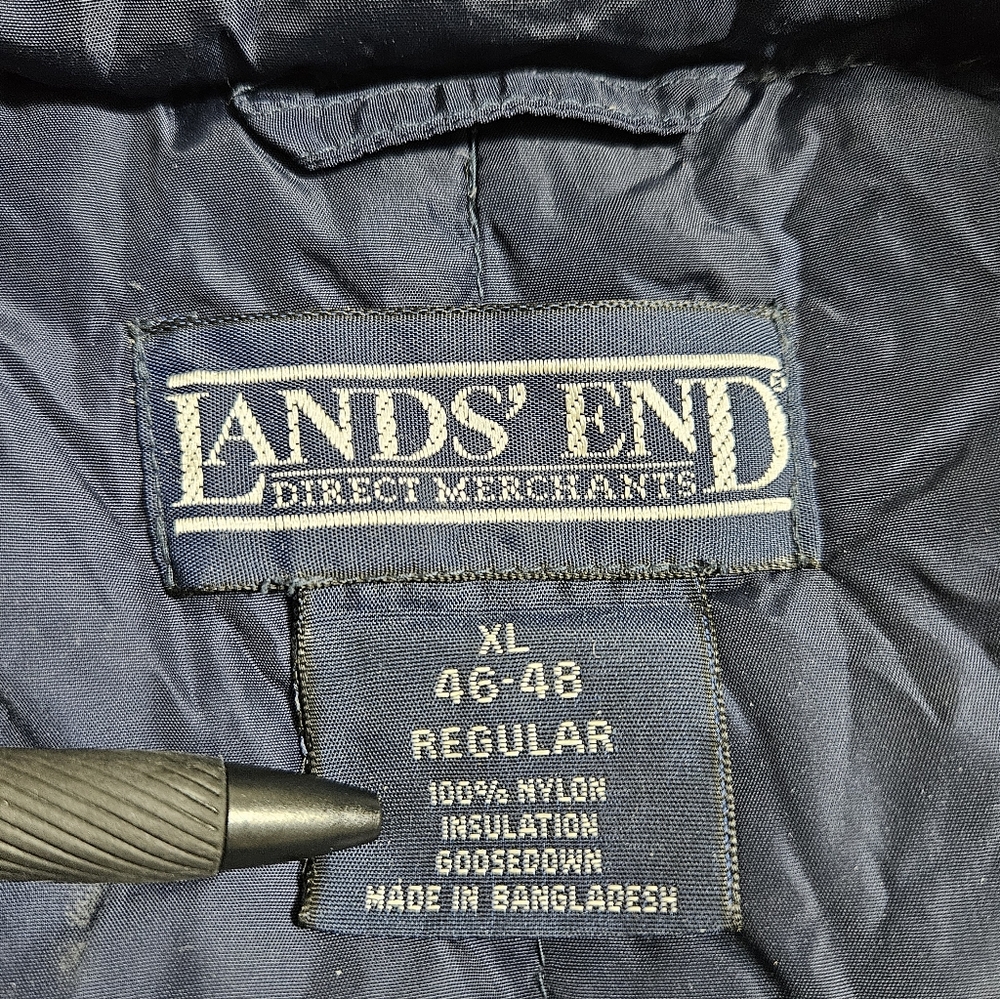 LANDS' END®
DIRECT MERCHANTS
XL
46-48
REGULAR
100% NYLON
INSULATION
GOOSEDOWN
MADE IN BANGLADESH